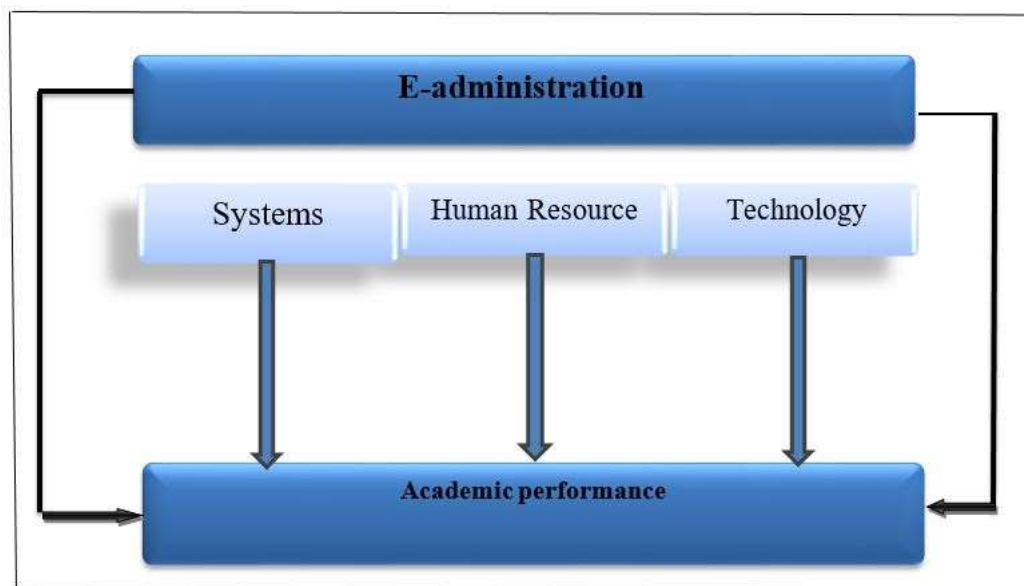 E-administration
Systems
Human Resource
Technology
Academic performance